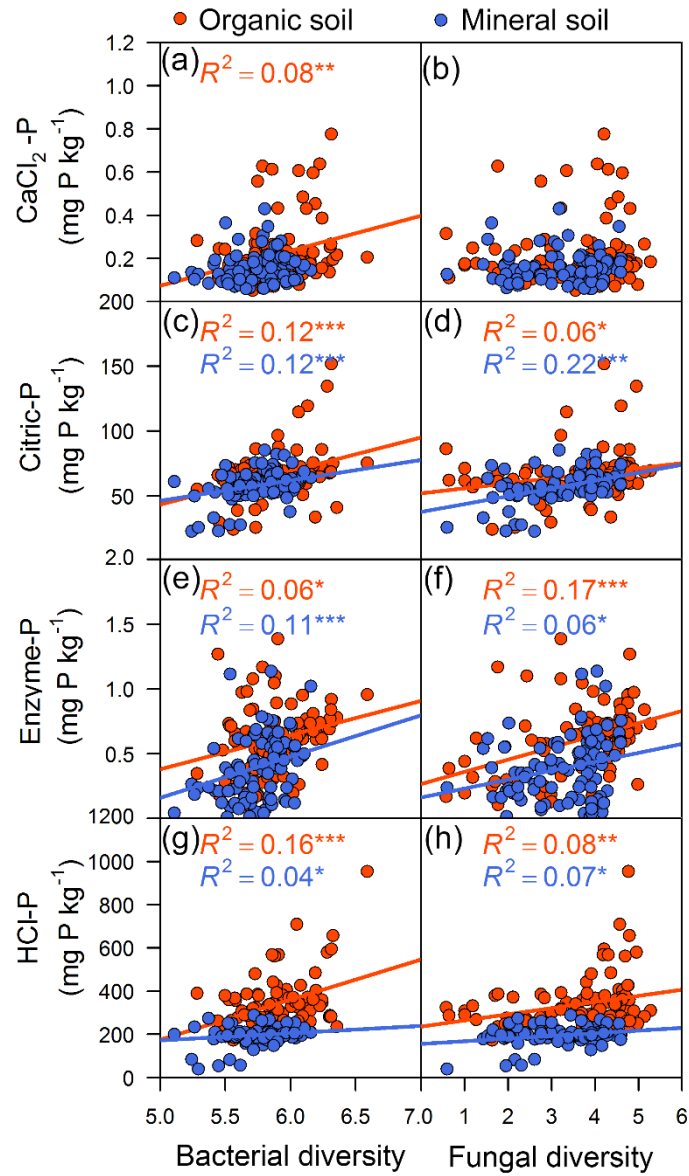 Organic soil Mineral soil
(a) R² = 0.08**
(b)
1.2
1.0
0.8
0.6
0.4
0.2
CaCl₂-P
(mg P kg⁻¹)
(c) R² = 0.12***
R² = 0.12***
(d) R² = 0.06*
R² = 0.22***
200
150
100
50
Citric-P
(mg P kg⁻¹)
(e) R² = 0.06*
R² = 0.11***
(f) R² = 0.17***
R² = 0.06*
2.0
1.5
1.0
0.5
Enzyme-P
(mg P kg⁻¹)
(g) R² = 0.16***
R² = 0.04*
(h) R² = 0.08**
R² = 0.07*
1200
1000
800
600
400
200
0
HCl-P
(mg P kg⁻¹)
5.0 5.5 6.0 6.5 7.0 1 2 3 4 5 6
Bacterial diversity Fungal diversity